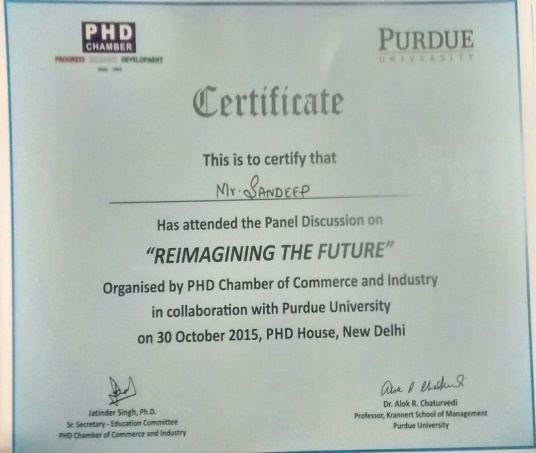 PHD
CHAMBER
PROGRESS DEVELOPMENT
PURDUE
UNIVERSITY
Certificate
This is to certify that
Mr. SANDEEP
Has attended the Panel Discussion on
“REIMAGINING THE FUTURE”
Organised by PHD Chamber of Commerce and Industry
in collaboration with Purdue University
on 30 October 2015, PHD House, New Delhi
Jatinder Singh, Ph.D.
Sr. Secretary - Education Committee
PHD Chamber of Commerce and Industry
Dr. Alok R. Chaturvedi
Professor, Krannert School of Management
Purdue University